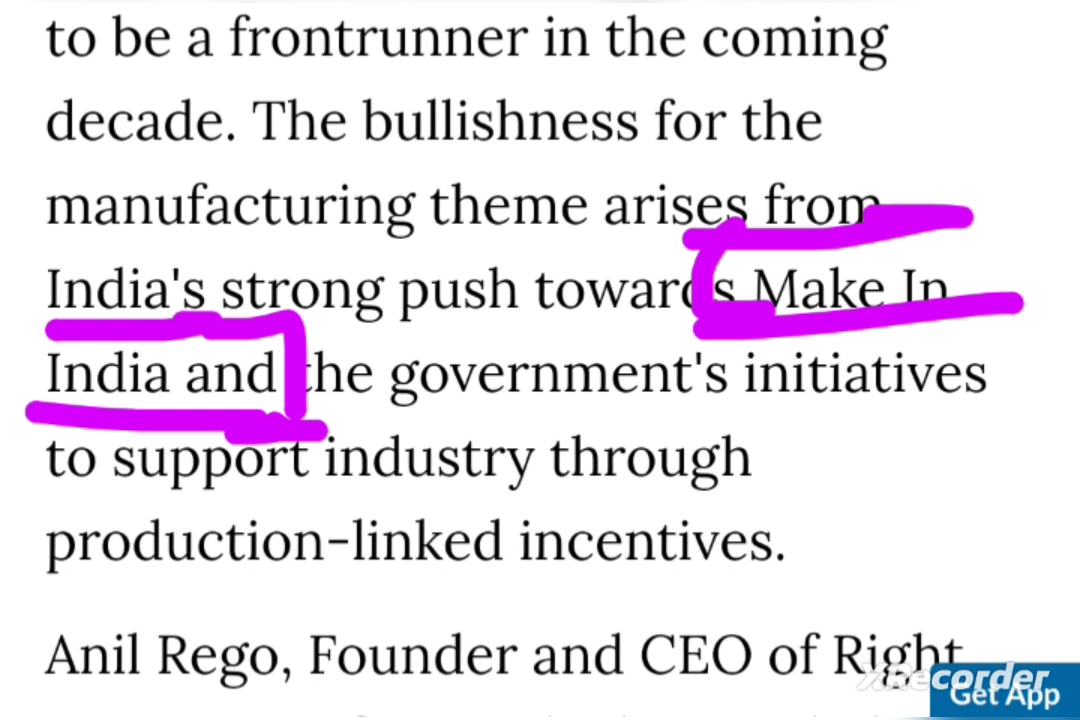 to be a frontrunner in the coming
decade. The bullishness for the
manufacturing theme arises from
India's strong push towards Make In
India and the government's initiatives
to support industry through
production-linked incentives.
Anil Rego, Founder and CEO of Right
XRecorder
Get App